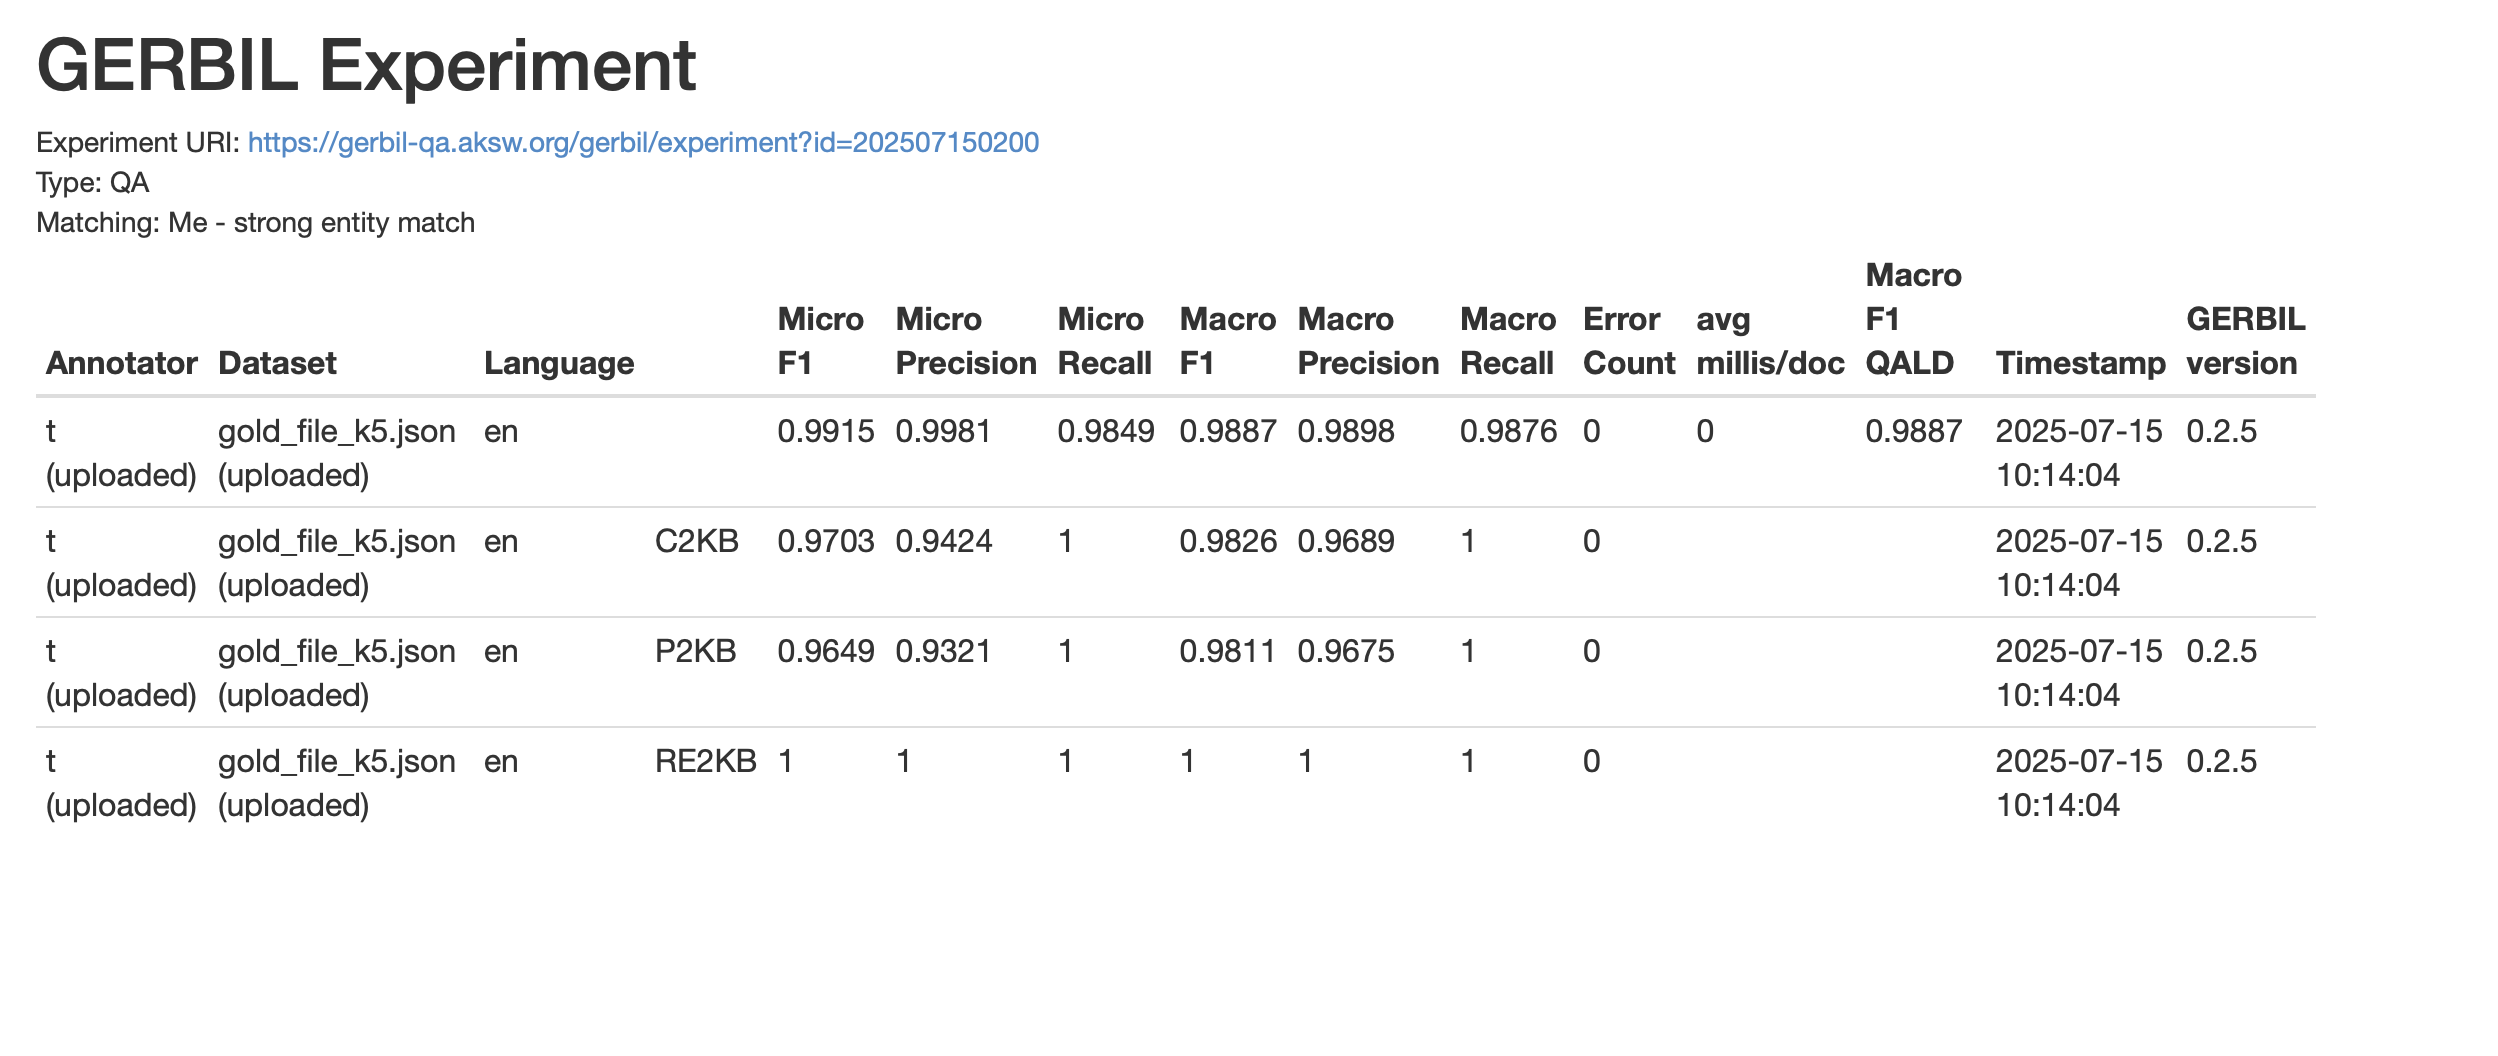 GERBIL Experiment
Experiment URI: https://gerbil-qa.aksw.org/gerbil/experiment?id=202507150200
Type: QA
Matching: Me - strong entity match
Annotator Dataset Language Micro F1 Micro Precision Micro Recall Macro F1 Macro Precision Macro Recall Error Count avg millis/doc Macro F1 QALD Timestamp GERBIL version
t gold_file_k5.json en 0.9915 0.9981 0.9849 0.9887 0.9898 0.9876 0 0 0.9887 2025-07-15 0.2.5
(uploaded) (uploaded) 10:14:04
t gold_file_k5.json en C2KB 0.9703 0.9424 1 0.9826 0.9689 1 0 2025-07-15 0.2.5
(uploaded) (uploaded) 10:14:04
t gold_file_k5.json en P2KB 0.9649 0.9321 1 0.9811 0.9675 1 0 2025-07-15 0.2.5
(uploaded) (uploaded) 10:14:04
t gold_file_k5.json en RE2KB 1 1 1 1 1 1 0 2025-07-15 0.2.5
(uploaded) (uploaded) 10:14:04